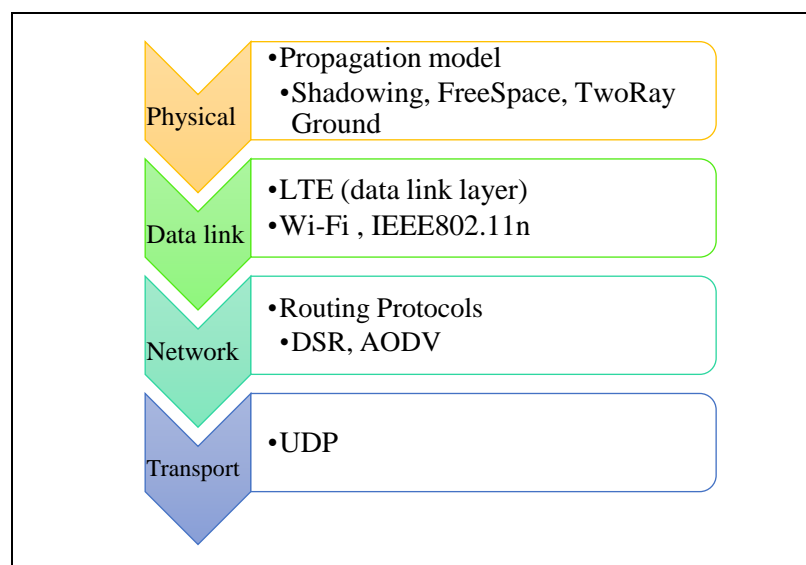 Physical
•Propagation model
•Shadowing, FreeSpace, TwoRay
Ground
Data link
•LTE (data link layer)
•Wi-Fi , IEEE802.11n
Network
•Routing Protocols
•DSR, AODV
Transport
•UDP